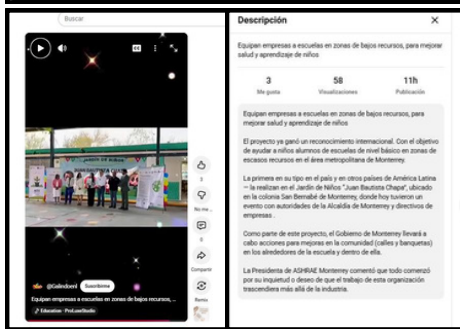 Buscar
JARDÍN DE NIÑOS
3
No me ...
0
Compartir
Remix
@Galindoeri Suscribirme
Equipan empresas a escuelas en zonas de bajos recursos, ...
Educative · ProLuxeStudio
Descripción
Equipan empresas a escuelas en zonas de bajos recursos, para mejorar
salud y aprendizaje de niños
3 58 11h
Me gusta Visualizaciones Publicación
Equipan empresas a escuelas en zonas de bajos recursos, para
mejorar salud y aprendizaje de niños
El proyecto ya ganó un reconocimiento internacional. Con el objetivo
de ayudar a niños alumnos de escuelas de nivel básico en zonas de
escasos recursos en el área metropolitana de Monterrey.
La primera en su tipo en el país y en otros países de América Latina
— la realizan en el Jardín de Niños "Juan Bautista Chapa", ubicado
en la colonia San Bernabé de Monterrey, donde hoy tuvieron un
evento con autoridades de la Alcaldía de Monterrey y directivos de
empresas .
Como parte de este proyecto, el Gobierno de Monterrey llevará a
cabo acciones para mejoras en la comunidad (calles y banquetas)
en los alrededores de la escuela y dentro de ella.
La Presidenta de ASHRAE Monterrey comentó que todo comenzó
por su inquietud o deseo de que el trabajo de esta organización
trascendiera más allá de la industria.